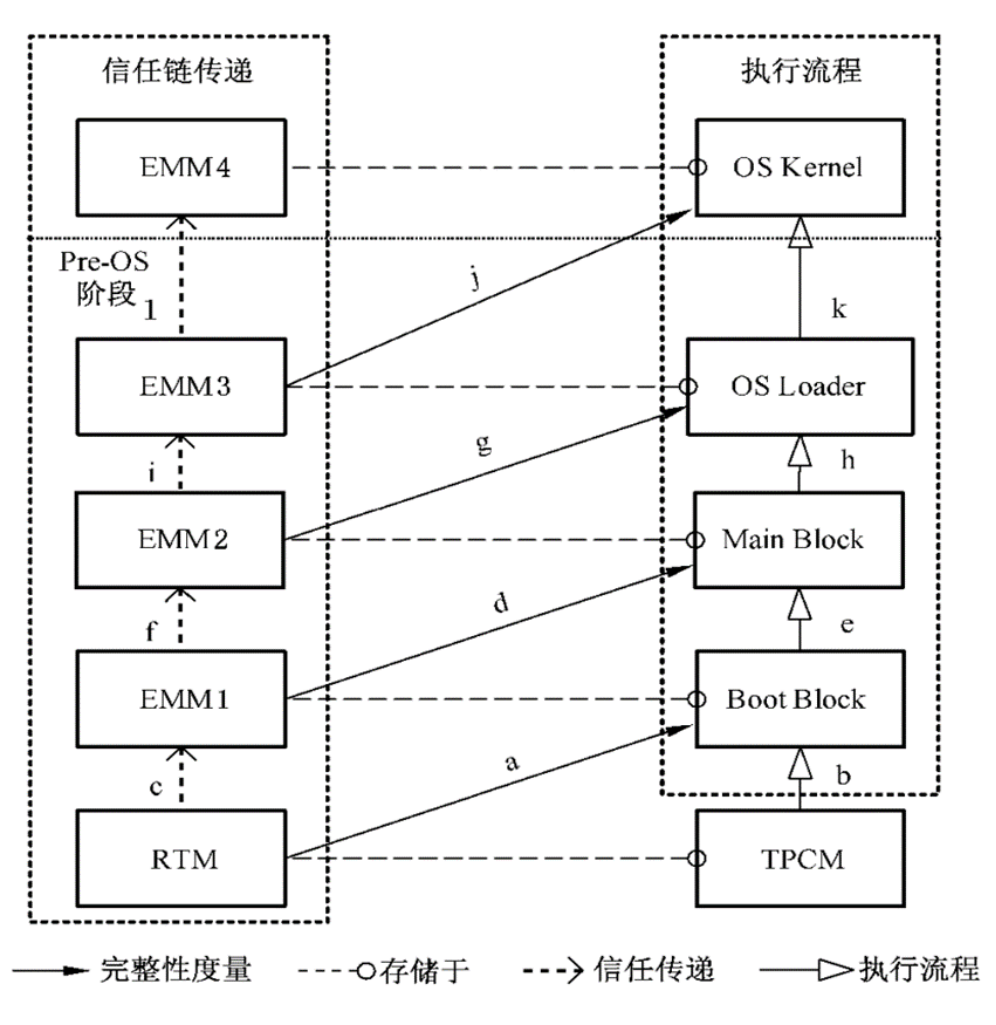 信任链传递
执行流程
EMM4
OS Kernel
Pre-OS
阶段
j
l
k
EMM3
OS Loader
g
i
h
EMM2
Main Block
d
f
e
EMM1
Boot Block
a
c
b
RTM
TPCM
完整性度量
存储于
信任传递
执行流程